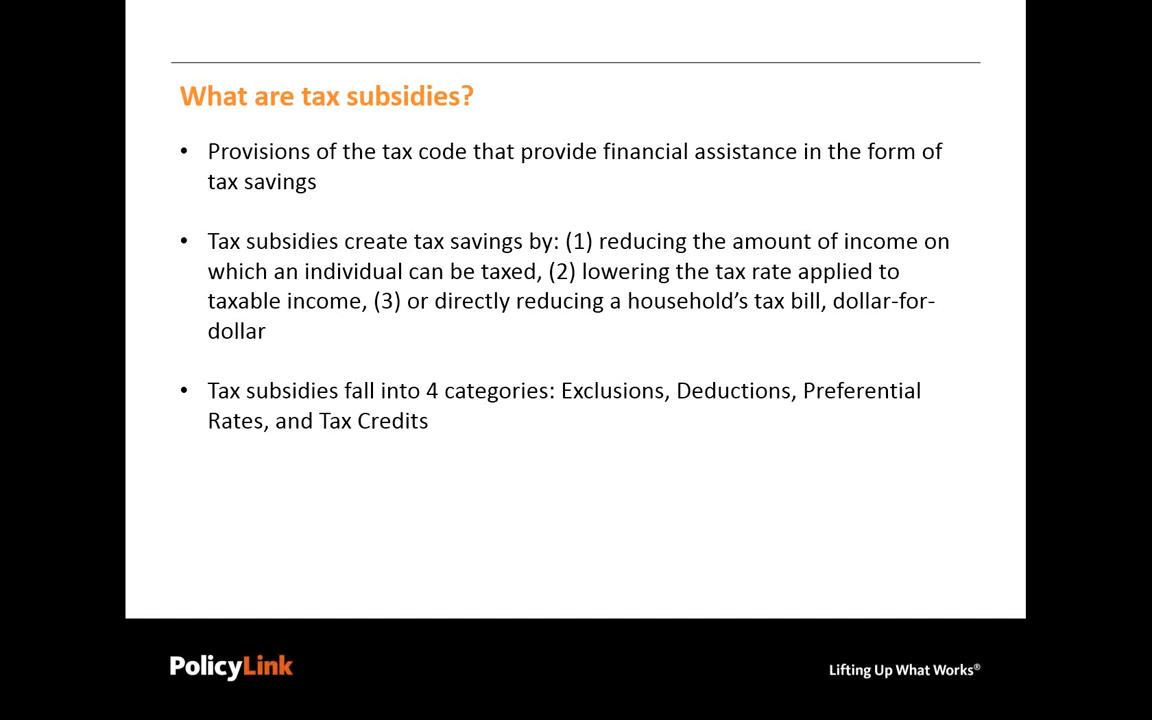 What are tax subsidies?
• Provisions of the tax code that provide financial assistance in the form of
tax savings
• Tax subsidies create tax savings by: (1) reducing the amount of income on
which an individual can be taxed, (2) lowering the tax rate applied to
taxable income, (3) or directly reducing a household’s tax bill, dollar-for-
dollar
• Tax subsidies fall into 4 categories: Exclusions, Deductions, Preferential
Rates, and Tax Credits
PolicyLink
Lifting Up What Works®